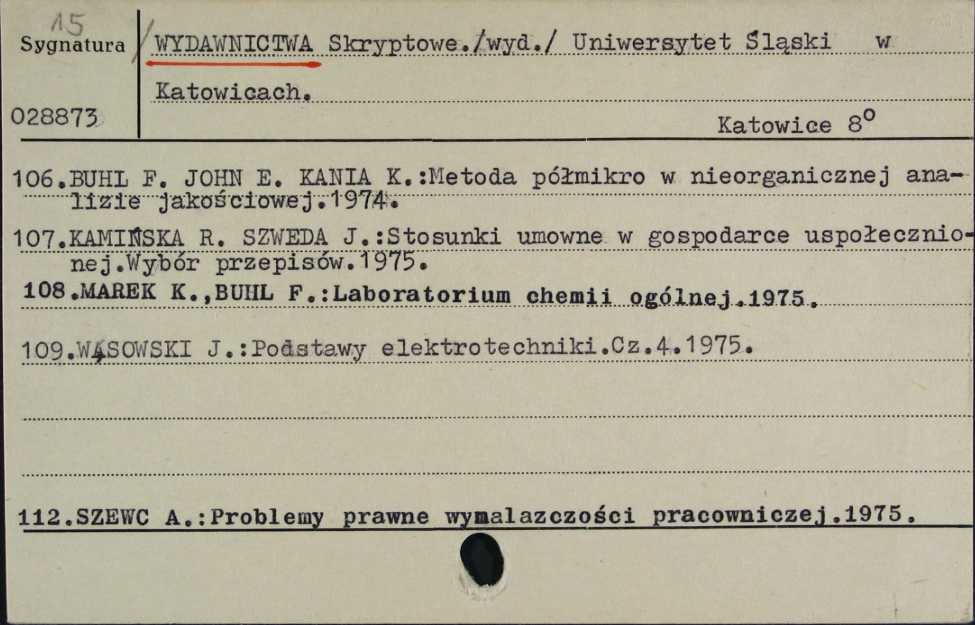 15
Sygnatura / WYDAWNICTWA Skryptowe./wyd./ Uniwersytet Śląski w
Katowicach.
028873
Katowice 8°
106.BUHL F. JOHN E. KANIA K.:Metoda półmikro w nieorganicznej ana-
lizie jakościowej.1974.
107.KAMIŃSKA R. SZWEDA J.:Stosunki umowne w gospodarce uspołecznio-
nej.Wybór przepisów.1975.
108.MAREK K.,BUHL F.:Laboratorium chemii ogólnej.1975.
109.WĄSOWSKI J.:Podstawy elektrotechniki.Cz.4.1975.
112.SZEWC A.:Problemy prawne wynalazczości pracowniczej.1975.